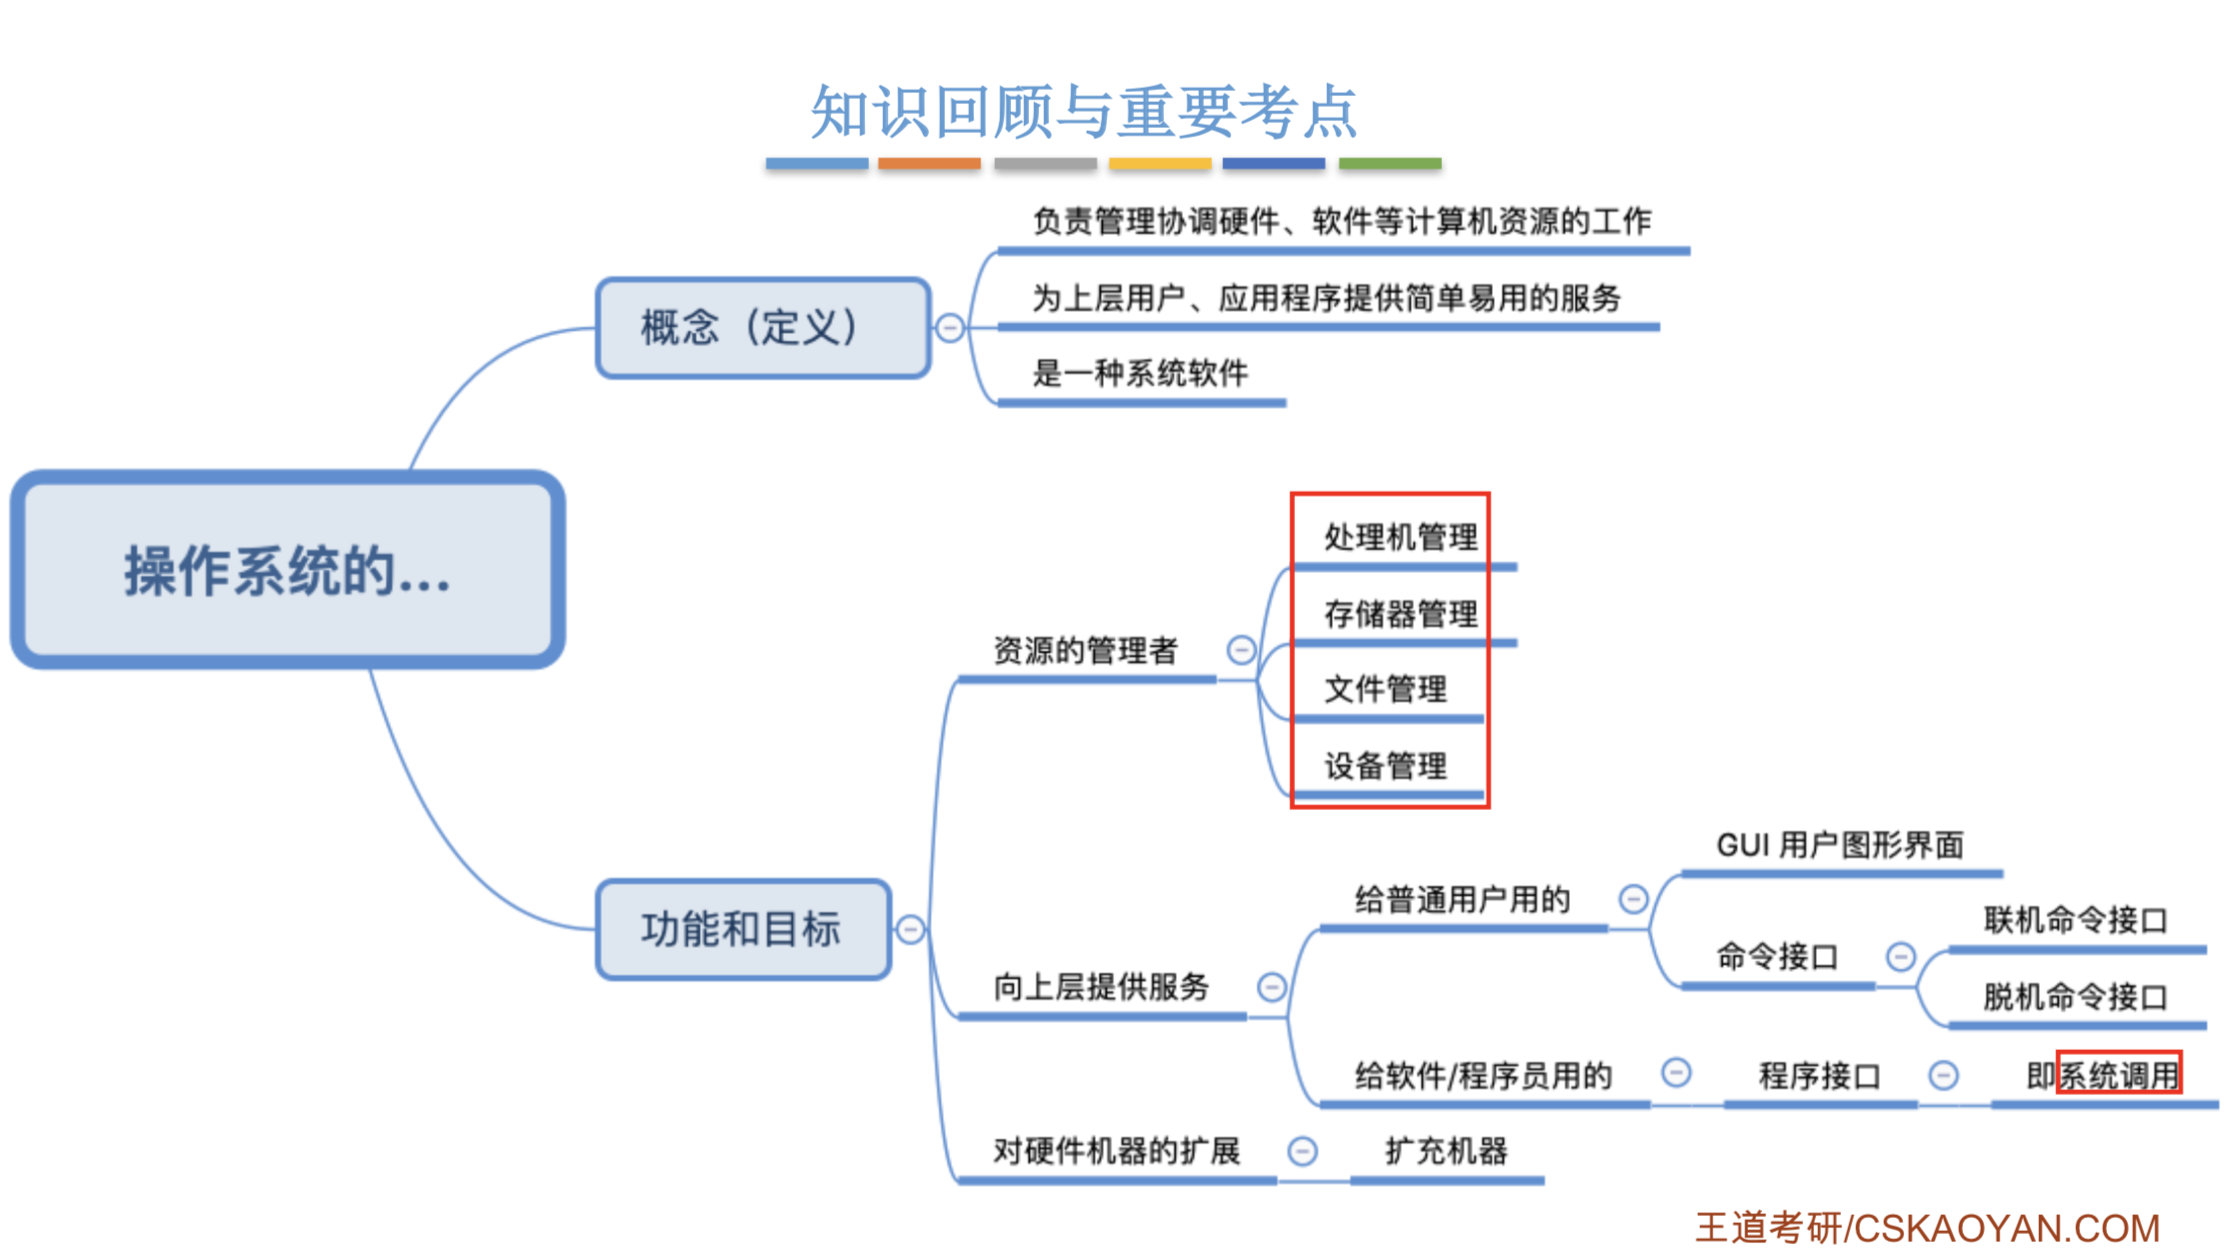 知识回顾与重要考点
负责管理协调硬件、软件等计算机资源的工作
为上层用户、应用程序提供简单易用的服务
概念（定义）
是一种系统软件
操作系统的...
处理机管理
存储器管理
资源的管理者
文件管理
设备管理
功能和目标
GUI 用户图形界面
给普通用户用的
联机命令接口
命令接口
脱机命令接口
向上层提供服务
给软件/程序员用的
程序接口
即系统调用
对硬件机器的扩展
扩充机器
王道考研/CSKAOYAN.COM